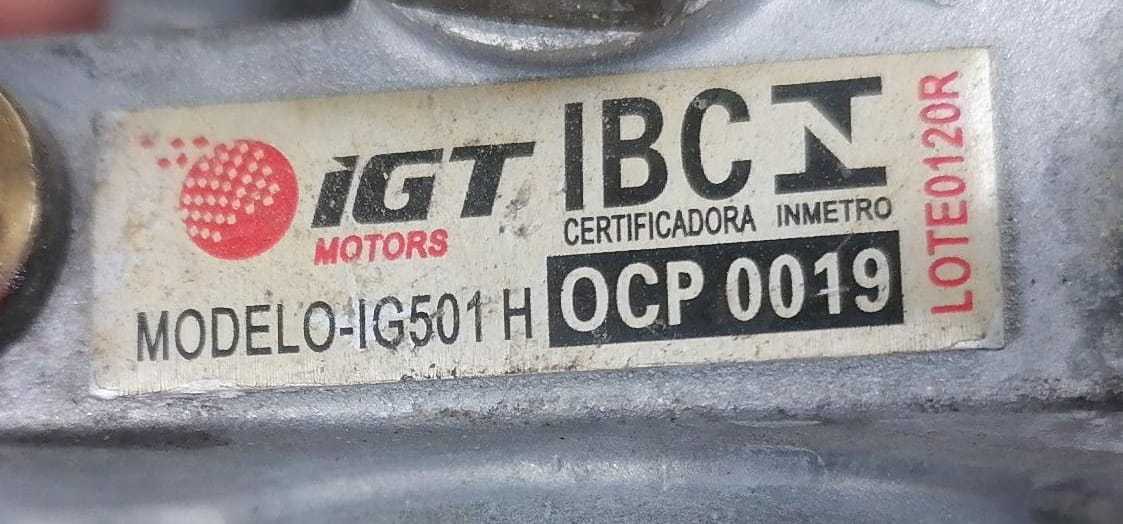 iGT
MOTORS
IBC
CERTIFICADORA
INMETRO
MODELO-IG501 H
OCP 0019
LOTE0120R